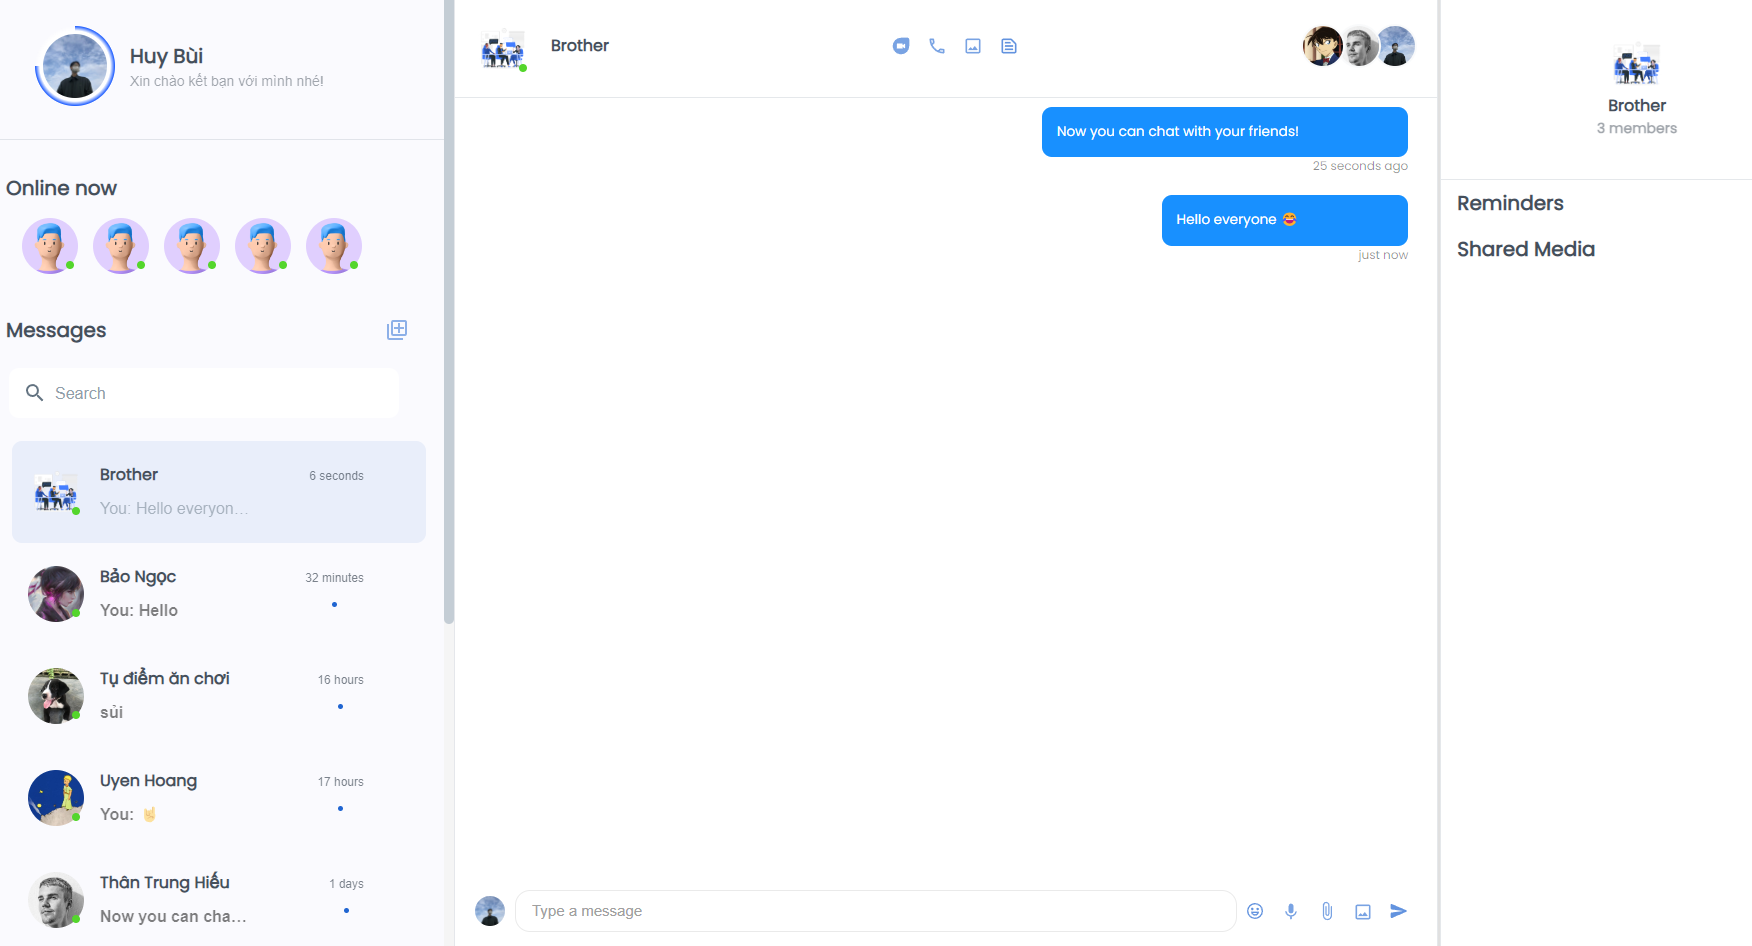 Huy Bùi
Xin chào kết bạn với mình nhé!
Online now
Messages
Search
Brother
6 seconds
You: Hello everyon...
Bảo Ngọc
32 minutes
You: Hello
Tụ điểm ăn chơi
16 hours
sủi
Uyen Hoang
17 hours
You: 🤘🏻
Thân Trung Hiếu
1 days
Now you can cha...
Brother
Now you can chat with your friends!
25 seconds ago
Hello everyone 😂
just now
Type a message
Brother
3 members
Reminders
Shared Media